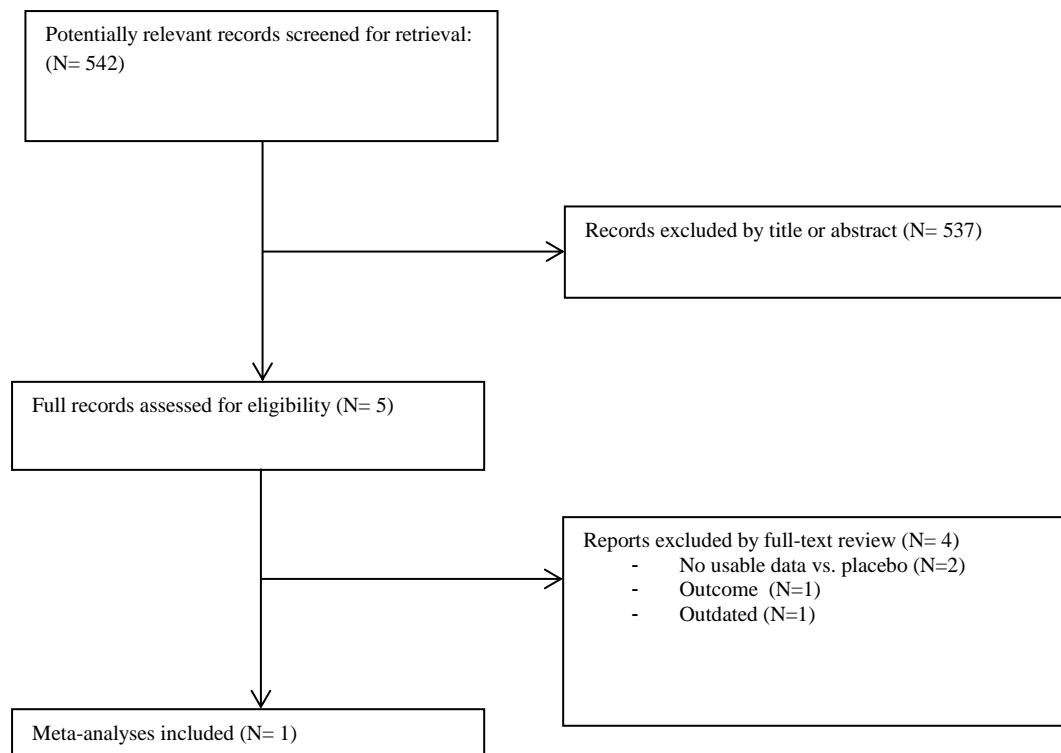 Potentially relevant records screened for retrieval:
(N= 542)
Records excluded by title or abstract (N= 537)
Full records assessed for eligibility (N= 5)
Reports excluded by full-text review (N= 4)
- No usable data vs. placebo (N=2)
- Outcome (N=1)
- Outdated (N=1)
Meta-analyses included (N= 1)